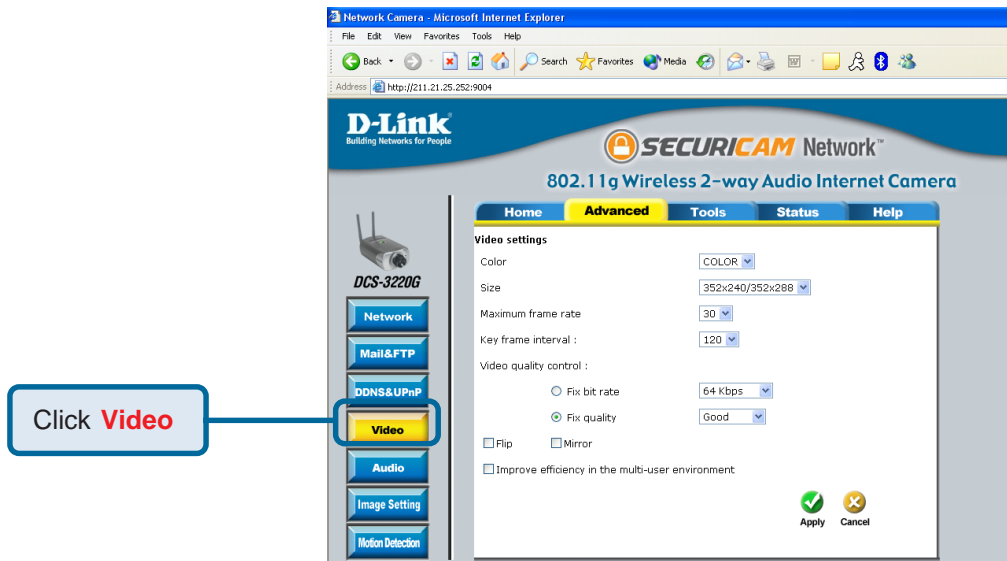 Network Camera - Microsoft Internet Explorer
File Edit View Favorites Tools Help
Back Search Favorites Media
Address http://211.21.25.252:9004
D-Link
Building Networks for People
SECURICAM Network™
802.11g Wireless 2-way Audio Internet Camera
Home Advanced Tools Status Help
DCS-3220G
Network
Mail&FTP
DDNS&UPnP
Video
Audio
Image Setting
Motion Detection
Click Video
Video settings
Color COLOR
Size 352x240/352x288
Maximum frame rate 30
Key frame interval : 120
Video quality control :
Fix bit rate 64 Kbps
Fix quality Good
Flip Mirror
Improve efficiency in the multi-user environment
Apply Cancel